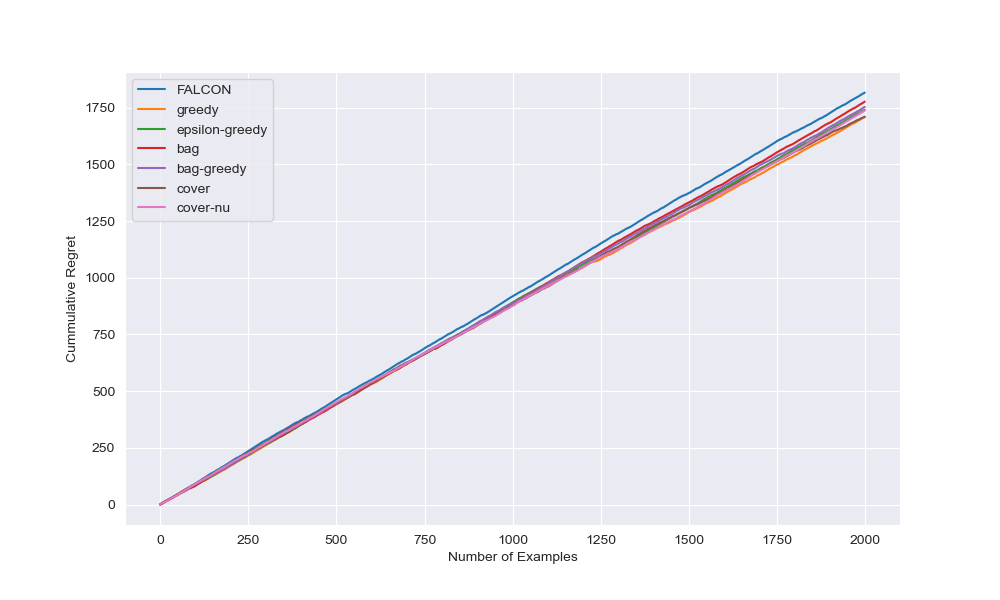 FALCON
greedy
epsilon-greedy
bag
bag-greedy
cover
cover-nu
1750
1500
1250
1000
750
500
250
0
Cummulative Regret
0 250 500 750 1000 1250 1500 1750 2000
Number of Examples